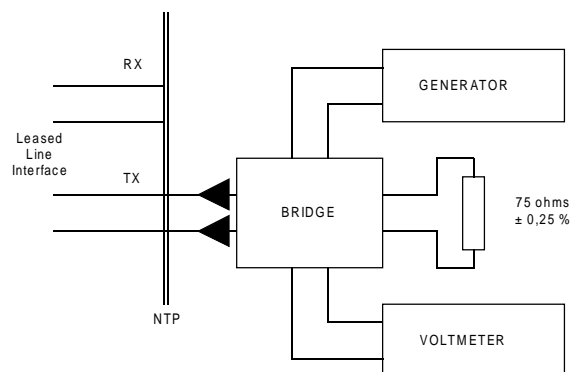 RX
GENERATOR
Leased
Line
Interface
TX
BRIDGE
75 ohms
± 0,25 %
NTP
VOLTMETER